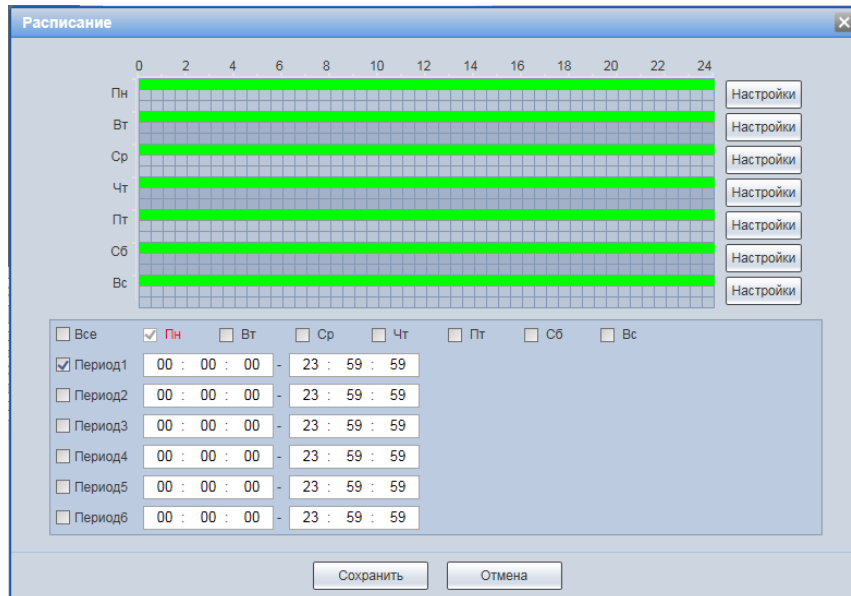 Расписание
0 2 4 6 8 10 12 14 16 18 20 22 24
Пн Настройки
Вт Настройки
Ср Настройки
Чт Настройки
Пт Настройки
Сб Настройки
Вс Настройки
Все Пн Вт Ср Чт Пт Сб Вс
Период1 00 : 00 : 00 - 23 : 59 : 59
Период2 00 : 00 : 00 - 23 : 59 : 59
Период3 00 : 00 : 00 - 23 : 59 : 59
Период4 00 : 00 : 00 - 23 : 59 : 59
Период5 00 : 00 : 00 - 23 : 59 : 59
Период6 00 : 00 : 00 - 23 : 59 : 59
Сохранить Отмена